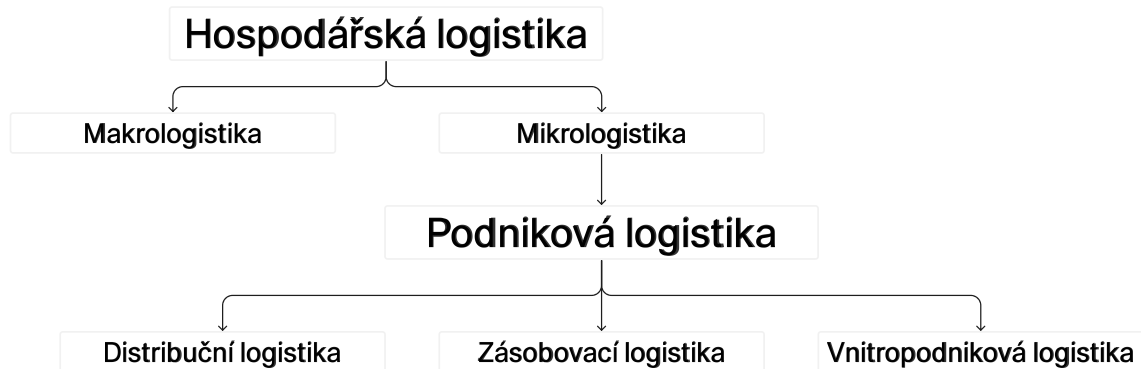 Hospodářská logistika
Makrologistika
Mikrologistika
Podniková logistika
Distribuční logistika
Zásobovací logistika
Vnitropodniková logistika